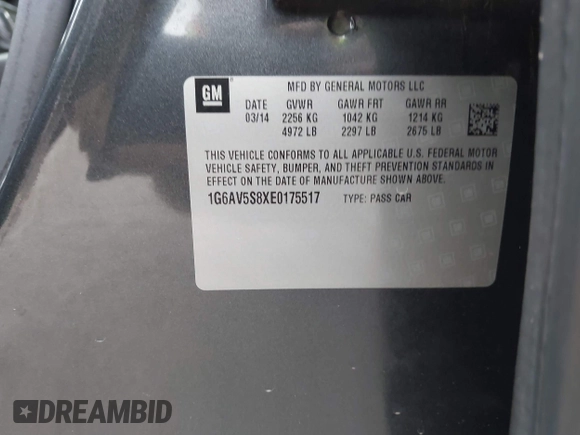 GM
MFD BY GENERAL MOTORS LLC
DATE GVWR GAWR FRT GAWR RR
03/14 2256 KG 1042 KG 1214 KG
4972 LB 2297 LB 2675 LB
THIS VEHICLE CONFORMS TO ALL APPLICABLE U.S. FEDERAL MOTOR
VEHICLE SAFETY, BUMPER, AND THEFT PREVENTION STANDARDS IN
EFFECT ON THE DATE OF MANUFACTURE SHOWN ABOVE.
1G6AV5S8XE0175517 TYPE: PASS CAR
DREAMBID